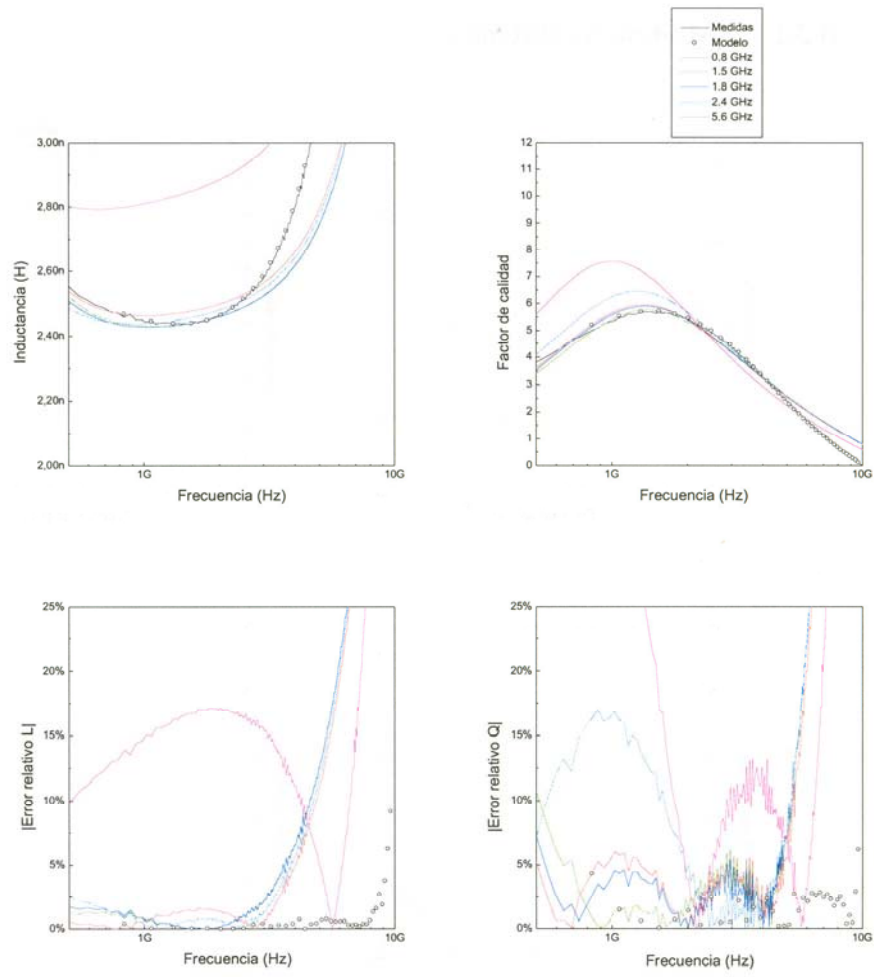 Medidas
Modelo
0.8 GHz
1.5 GHz
1.8 GHz
2.4 GHz
5.6 GHz
3,00n
2,80n
2,60n
2,40n
2,20n
2,00n
Inductancia (H)
1G
10G
Frecuencia (Hz)
12
11
10
9
8
7
6
5
4
3
2
1
0
Factor de calidad
1G
10G
Frecuencia (Hz)
25%
20%
15%
10%
5%
0%
|Error relativo L|
1G
10G
Frecuencia (Hz)
25%
20%
15%
10%
5%
0%
|Error relativo Q|
1G
10G
Frecuencia (Hz)